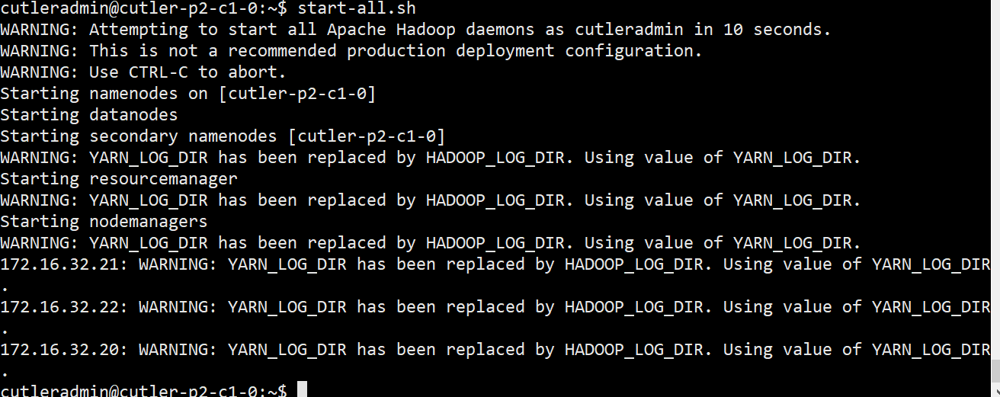 cutleradmin@cutler-p2-c1-0:~$ start-all.sh
WARNING: Attempting to start all Apache Hadoop daemons as cutleradmin in 10 seconds.
WARNING: This is not a recommended production deployment configuration.
WARNING: Use CTRL-C to abort.
Starting namenodes on [cutler-p2-c1-0]
Starting datanodes
Starting secondary namenodes [cutler-p2-c1-0]
WARNING: YARN_LOG_DIR has been replaced by HADOOP_LOG_DIR. Using value of YARN_LOG_DIR.
Starting resourcemanager
WARNING: YARN_LOG_DIR has been replaced by HADOOP_LOG_DIR. Using value of YARN_LOG_DIR.
Starting nodemanagers
WARNING: YARN_LOG_DIR has been replaced by HADOOP_LOG_DIR. Using value of YARN_LOG_DIR.
172.16.32.21: WARNING: YARN_LOG_DIR has been replaced by HADOOP_LOG_DIR. Using value of YARN_LOG_DIR
.
172.16.32.22: WARNING: YARN_LOG_DIR has been replaced by HADOOP_LOG_DIR. Using value of YARN_LOG_DIR
.
172.16.32.20: WARNING: YARN_LOG_DIR has been replaced by HADOOP_LOG_DIR. Using value of YARN_LOG_DIR
.
cutleradmin@cutler-p2-c1-0:~$